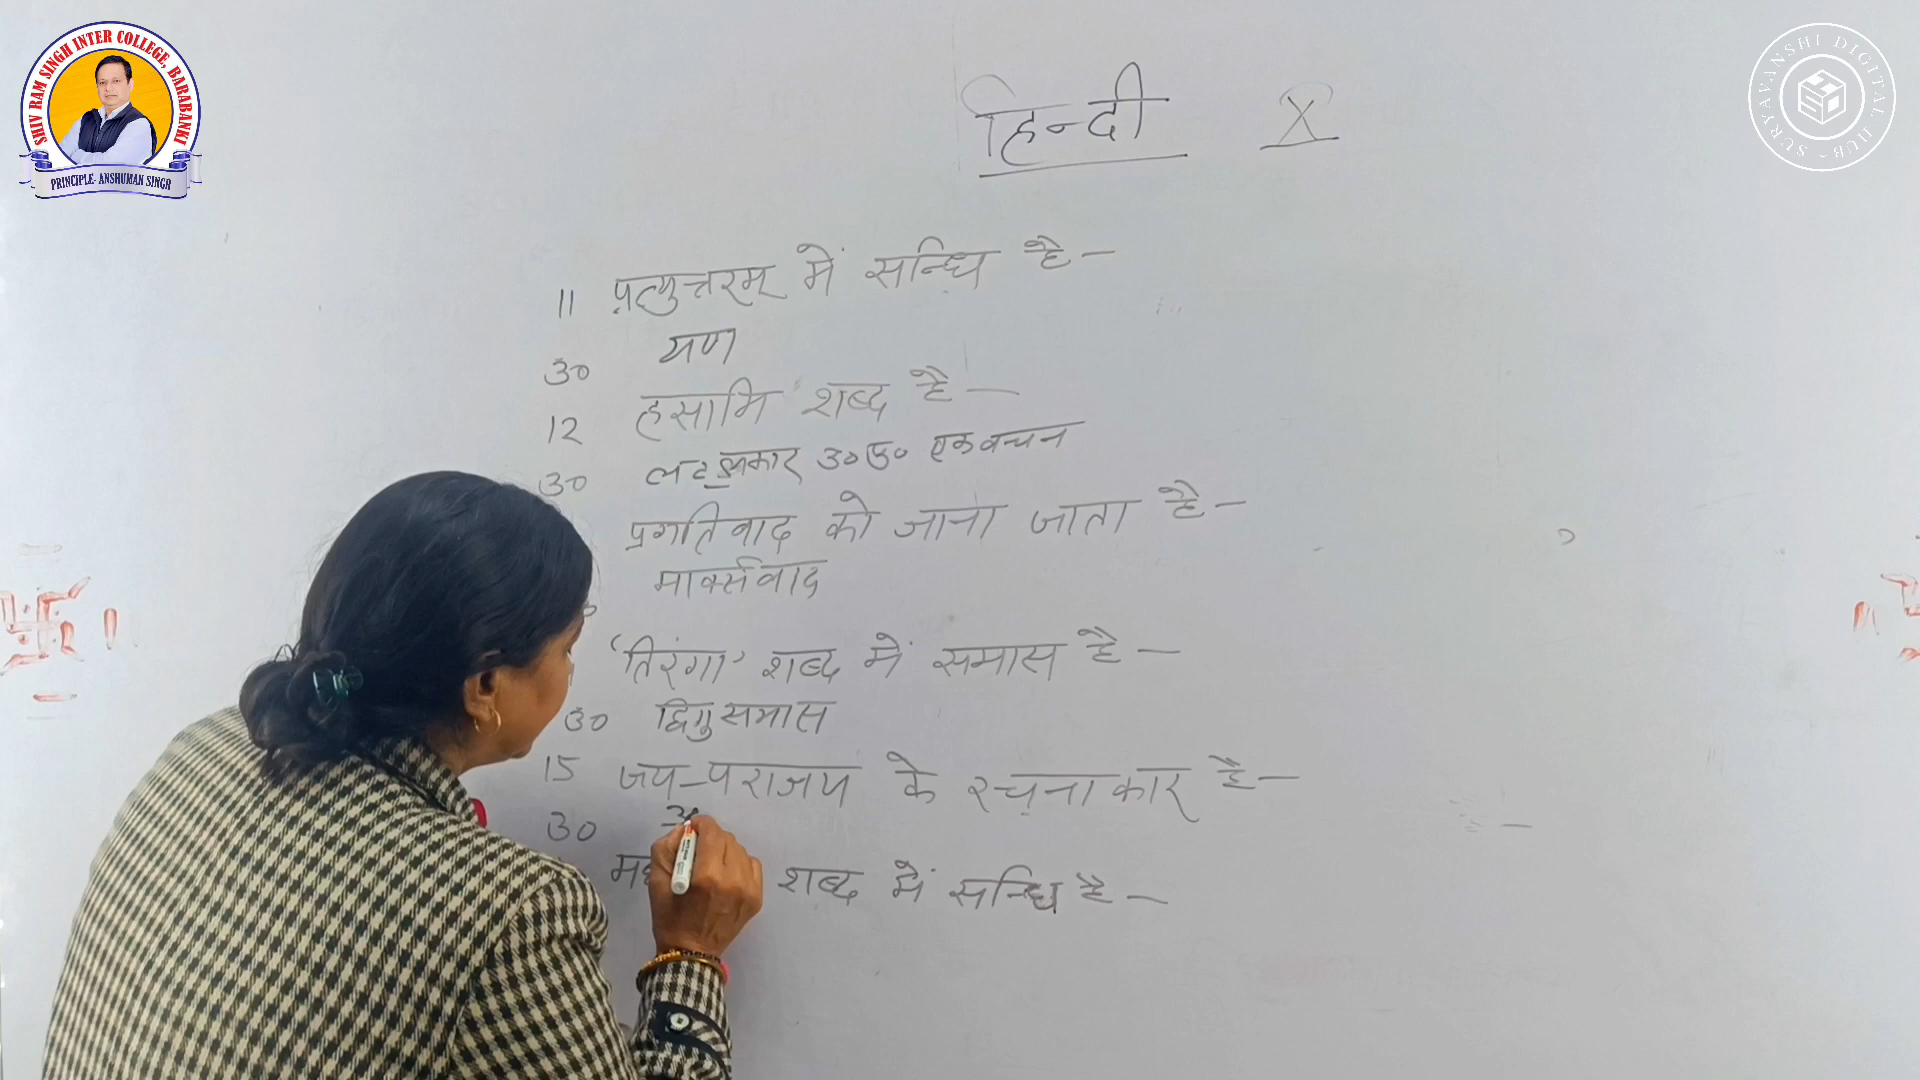 SHIV RAM SINGH INTER COLLEGE, BARABANKI
PRINCIPLE- ANSHUMAN SINGH
SURYAVANSHI DIGITAL HUB
हिन्दी X
11 प्रत्युत्तरम् में सन्धि है-
उ० यण
12 हसामि शब्द है-
उ० लट् लकार उ०पु० एकवचन
प्रगतिवाद को जाना जाता है-
मार्क्सवाद
'तिरंगा' शब्द में समास है-
उ० द्विगु समास
15 जय-पराजय के रचनाकार है-
उ०
शब्द में सन्धि है-